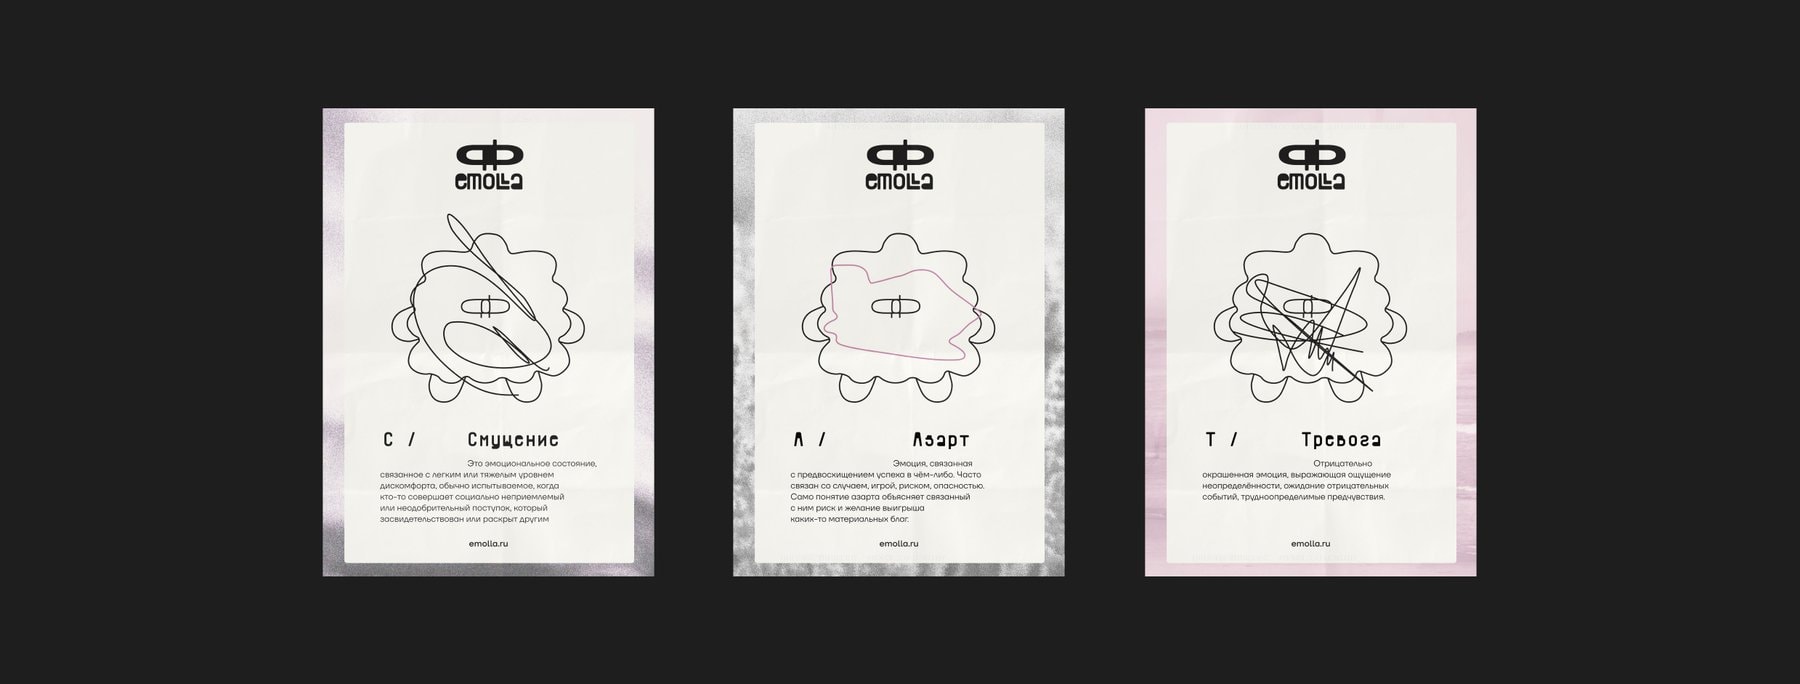 emolla
С / Смущение
Это эмоциональное состояние,
связанное с легким или тяжелым уровнем
дискомфорта, обычно испытываемое, когда
кто-то совершает социально неприемлемый
или неодобрительный поступок, который
засвидетельствован или раскрыт другим
emolla.ru
emolla
А / Азарт
Эмоция, связанная
с предвосхищением успеха в чём-либо. Часто
связан со случаем, игрой, риском, опасностью.
Само понятие азарта объясняет связанный
с ним риск и желание выигрыша
каких-то материальных благ.
emolla.ru
emolla
Т / Тревога
Отрицательно
окрашенная эмоция, выражающая ощущение
неопределённости, ожидание отрицательных
событий, трудноопределимые предчувствия.
emolla.ru